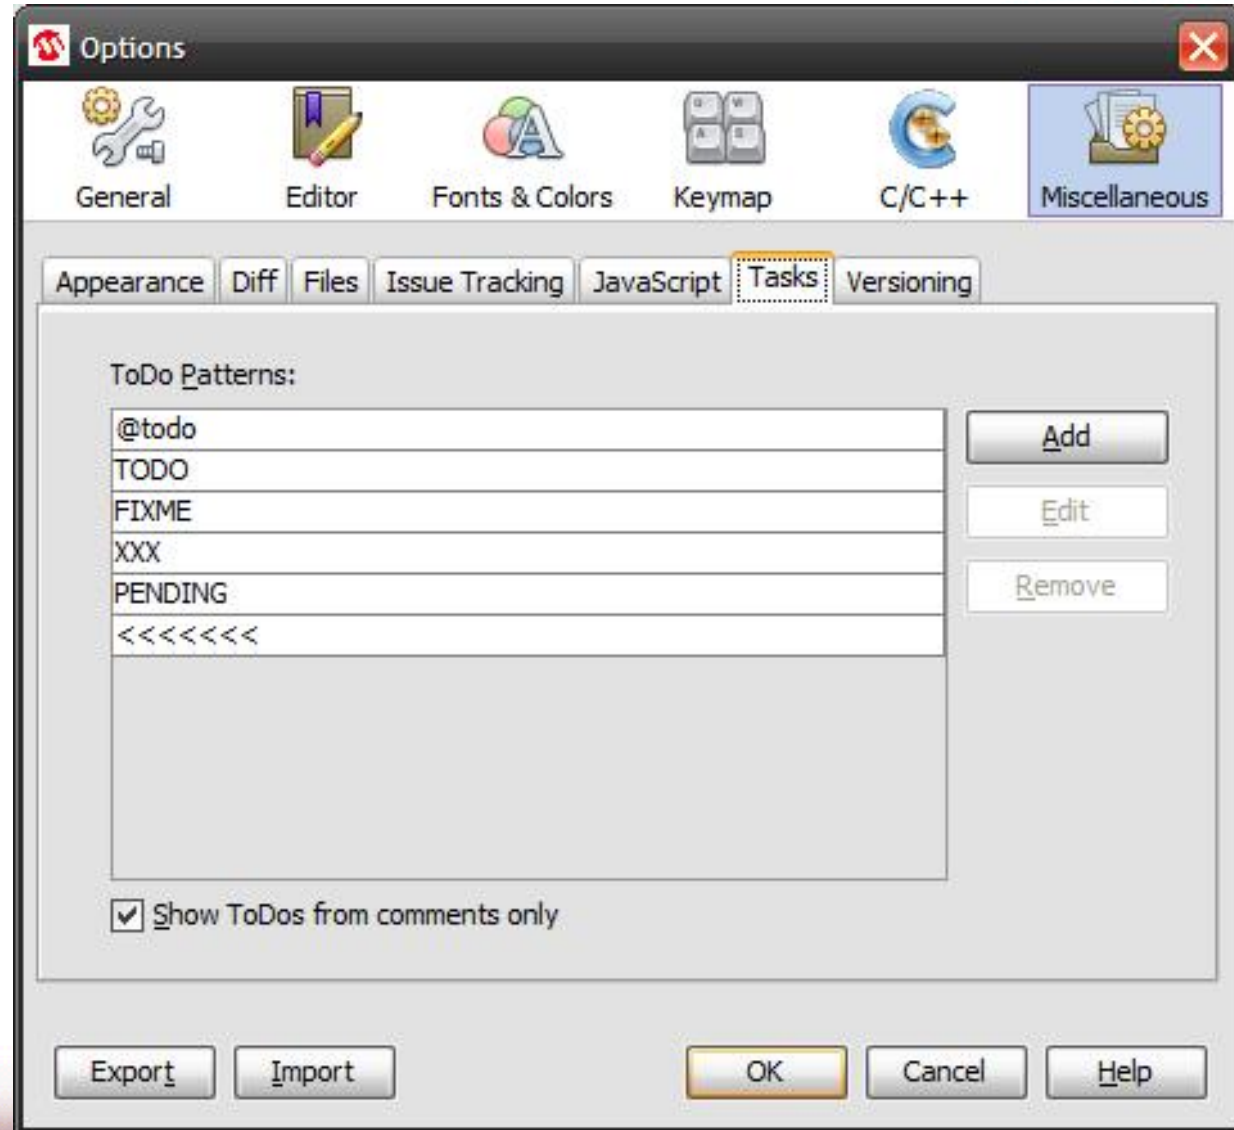 Options
General Editor Fonts & Colors Keymap C/C++ Miscellaneous
Appearance Diff Files Issue Tracking JavaScript Tasks Versioning
ToDo Patterns:
@todo
Add
TODO
FIXME
Edit
XXX
PENDING
Remove
<<<<<<<
Show ToDos from comments only
Export Import OK Cancel Help